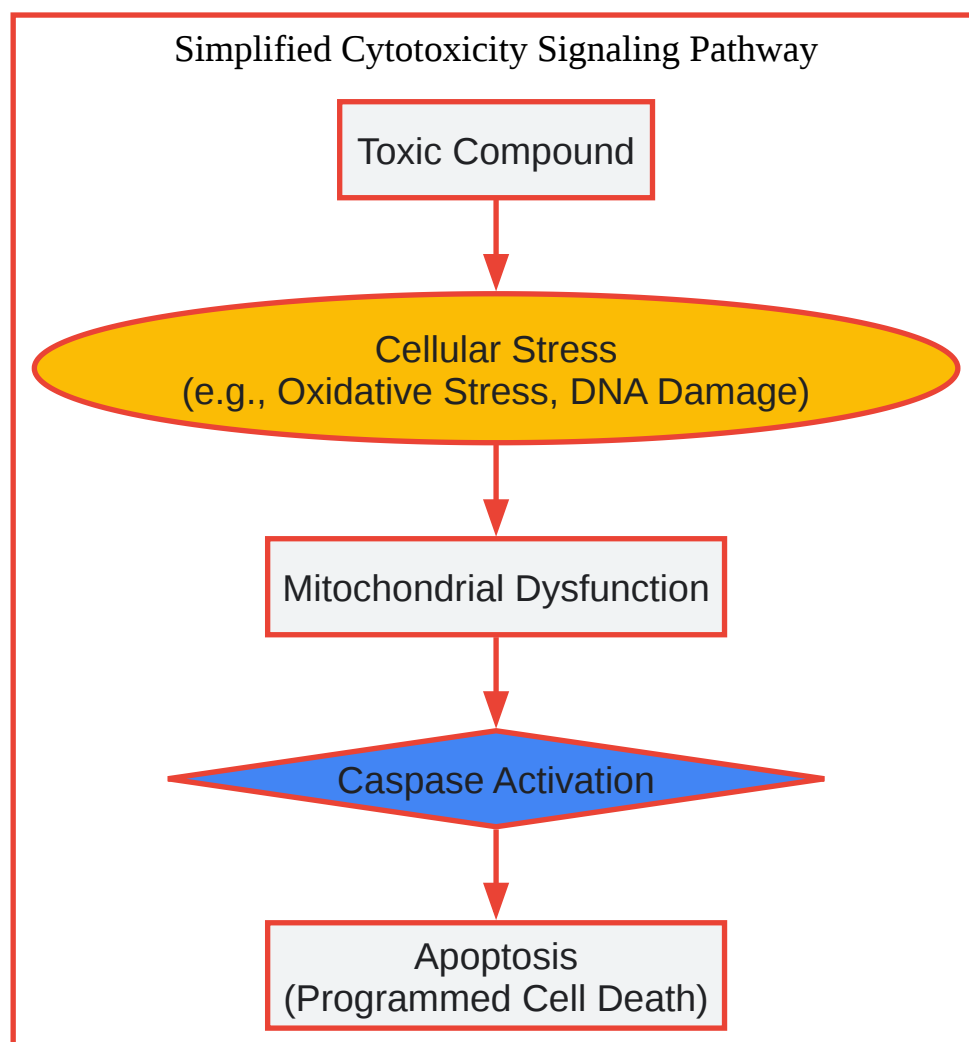 Simplified Cytotoxicity Signaling Pathway
Toxic Compound
Cellular Stress
(e.g., Oxidative Stress, DNA Damage)
Mitochondrial Dysfunction
Caspase Activation
Apoptosis
(Programmed Cell Death)